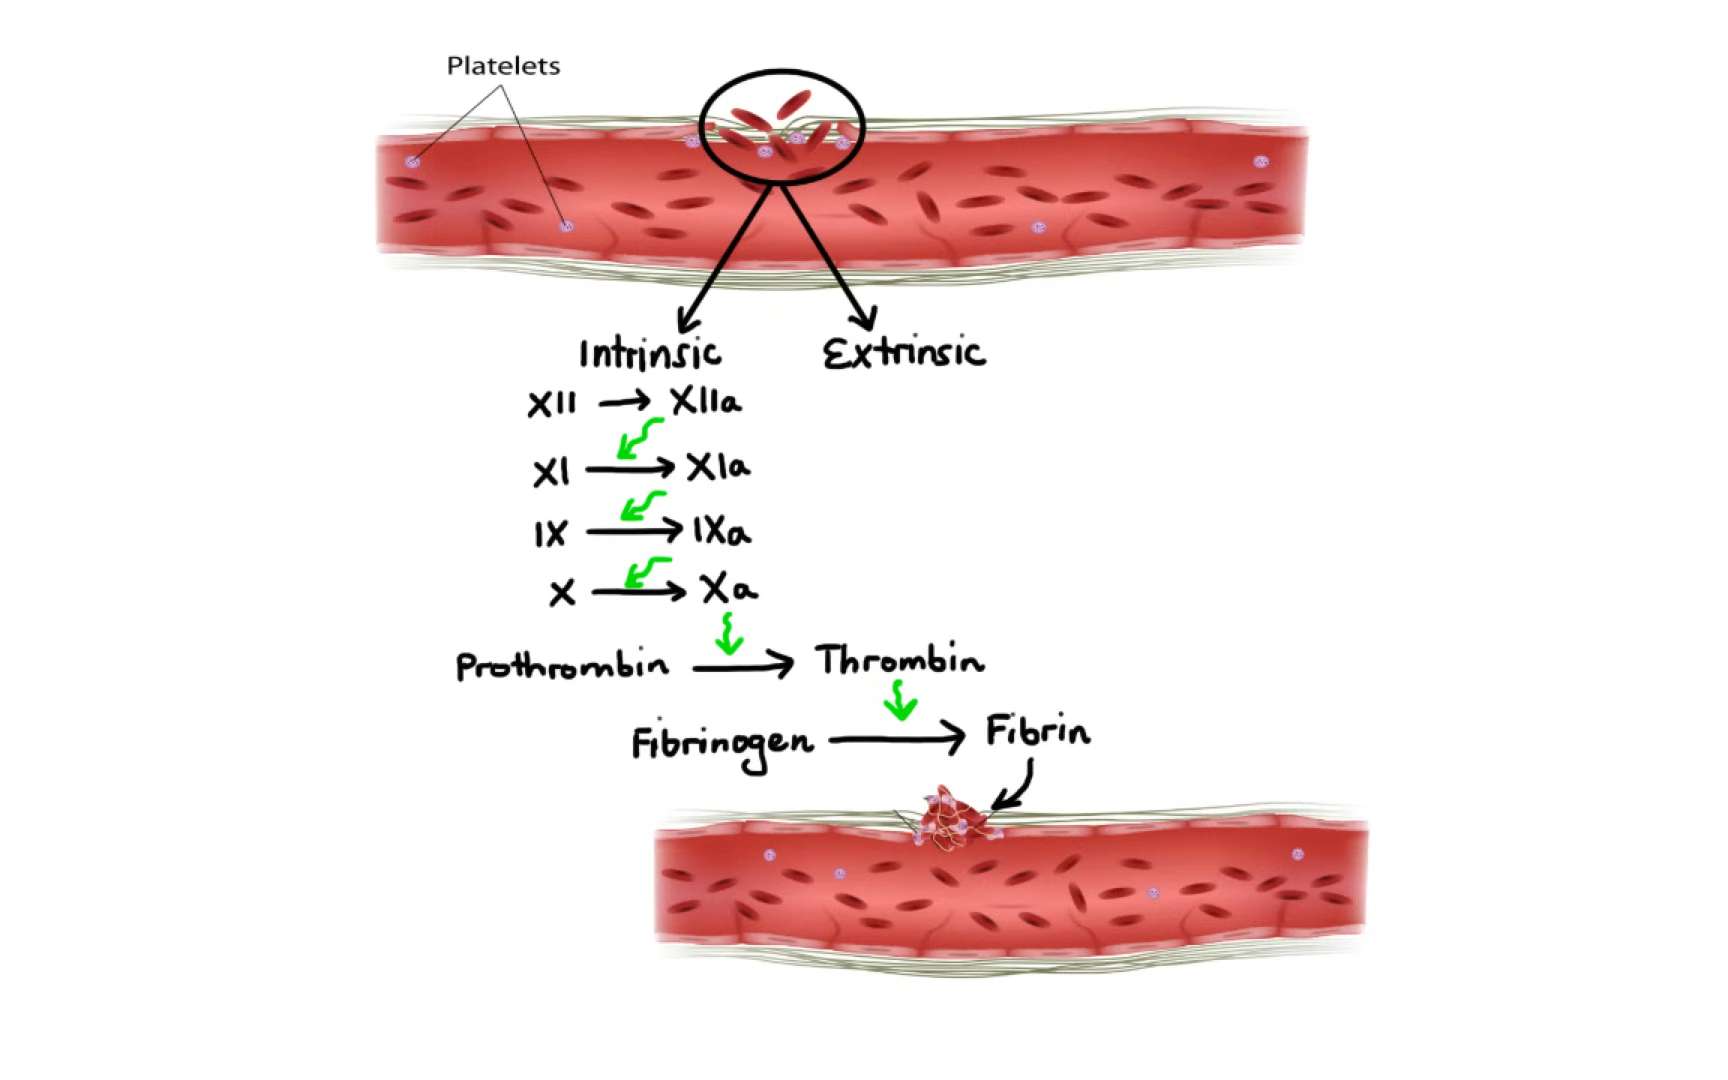 Platelets
Intrinsic Extrinsic
XII → XIIa
XI → XIa
IX → IXa
X → Xa
Prothrombin → Thrombin
Fibrinogen → Fibrin